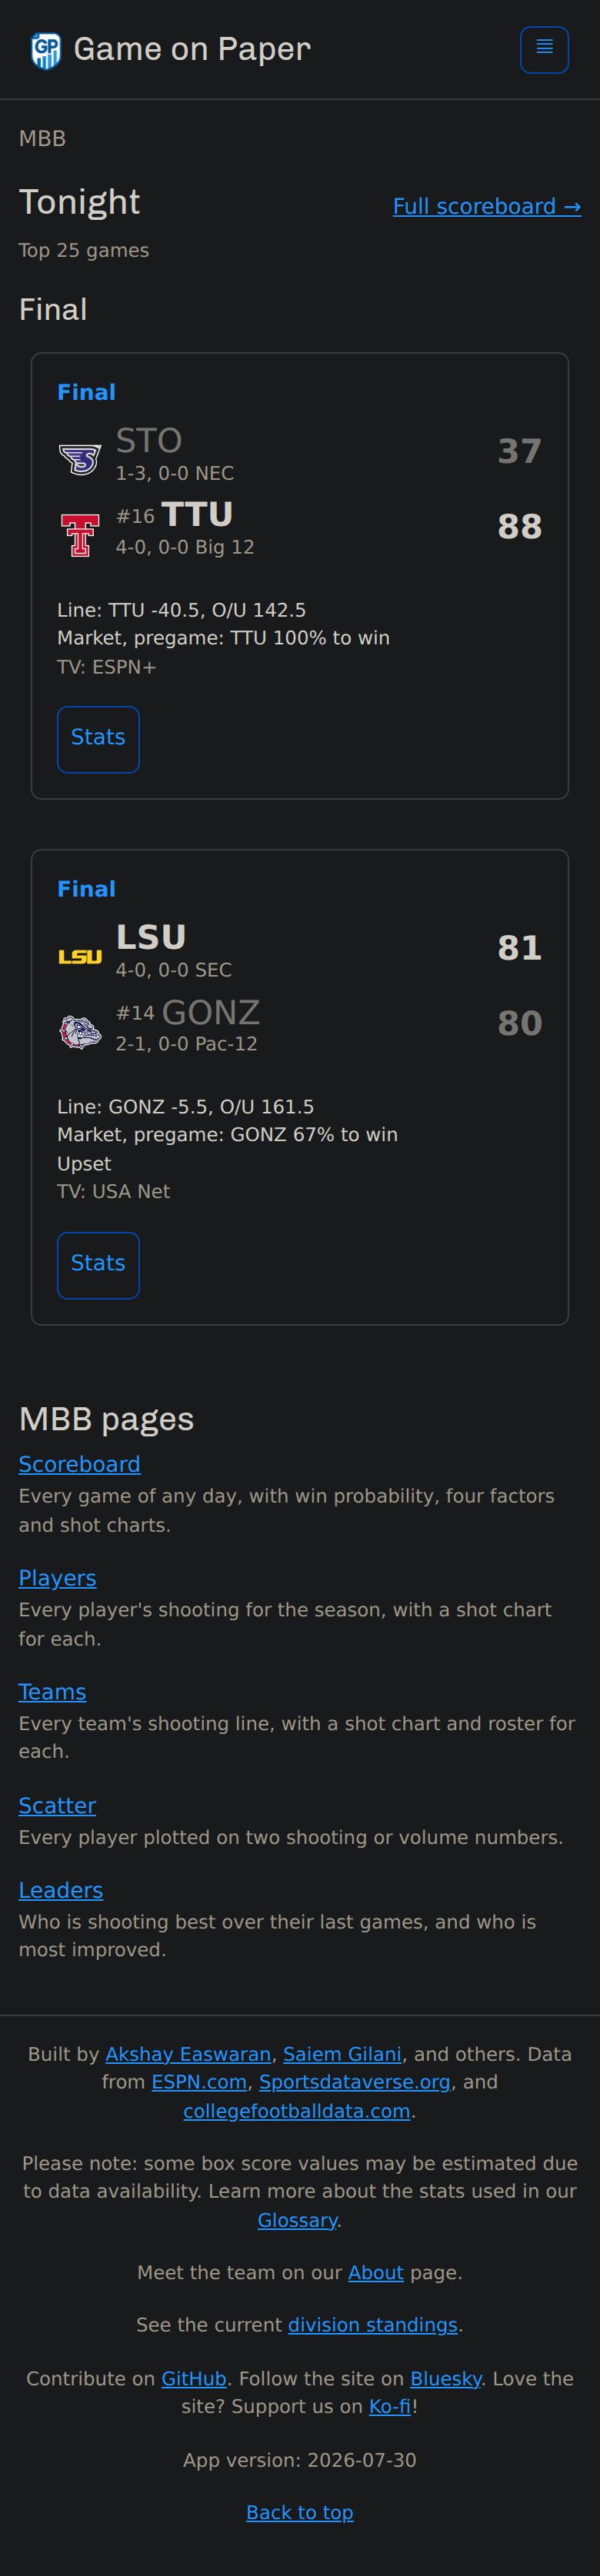 GP Game on Paper
MBB
Tonight
Full scoreboard →
Top 25 games
Final
Final
STO
37
1-3, 0-0 NEC
#16 TTU
88
4-0, 0-0 Big 12
Line: TTU -40.5, O/U 142.5
Market, pregame: TTU 100% to win
TV: ESPN+
Stats
Final
LSU
LSU
81
4-0, 0-0 SEC
#14 GONZ
80
2-1, 0-0 Pac-12
Line: GONZ -5.5, O/U 161.5
Market, pregame: GONZ 67% to win
Upset
TV: USA Net
Stats
MBB pages
Scoreboard
Every game of any day, with win probability, four factors
and shot charts.
Players
Every player's shooting for the season, with a shot chart
for each.
Teams
Every team's shooting line, with a shot chart and roster for
each.
Scatter
Every player plotted on two shooting or volume numbers.
Leaders
Who is shooting best over their last games, and who is
most improved.
Built by Akshay Easwaran, Saiem Gilani, and others. Data
from ESPN.com, Sportsdataverse.org, and
collegefootballdata.com.
Please note: some box score values may be estimated due
to data availability. Learn more about the stats used in our
Glossary.
Meet the team on our About page.
See the current division standings.
Contribute on GitHub. Follow the site on Bluesky. Love the
site? Support us on Ko-fi!
App version: 2026-07-30
Back to top